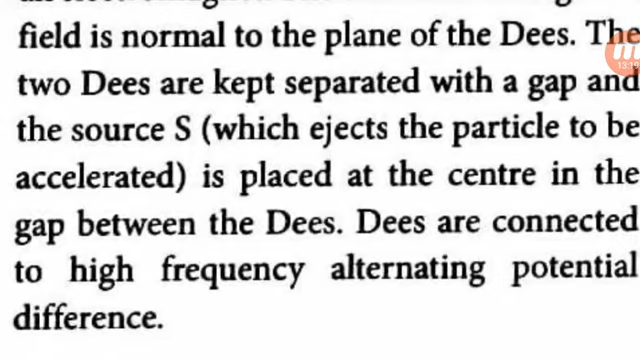 field is normal to the plane of the Dees. The
two Dees are kept separated with a gap and
the source S (which ejects the particle to be
accelerated) is placed at the centre in the
gap between the Dees. Dees are connected
to high frequency alternating potential
difference.